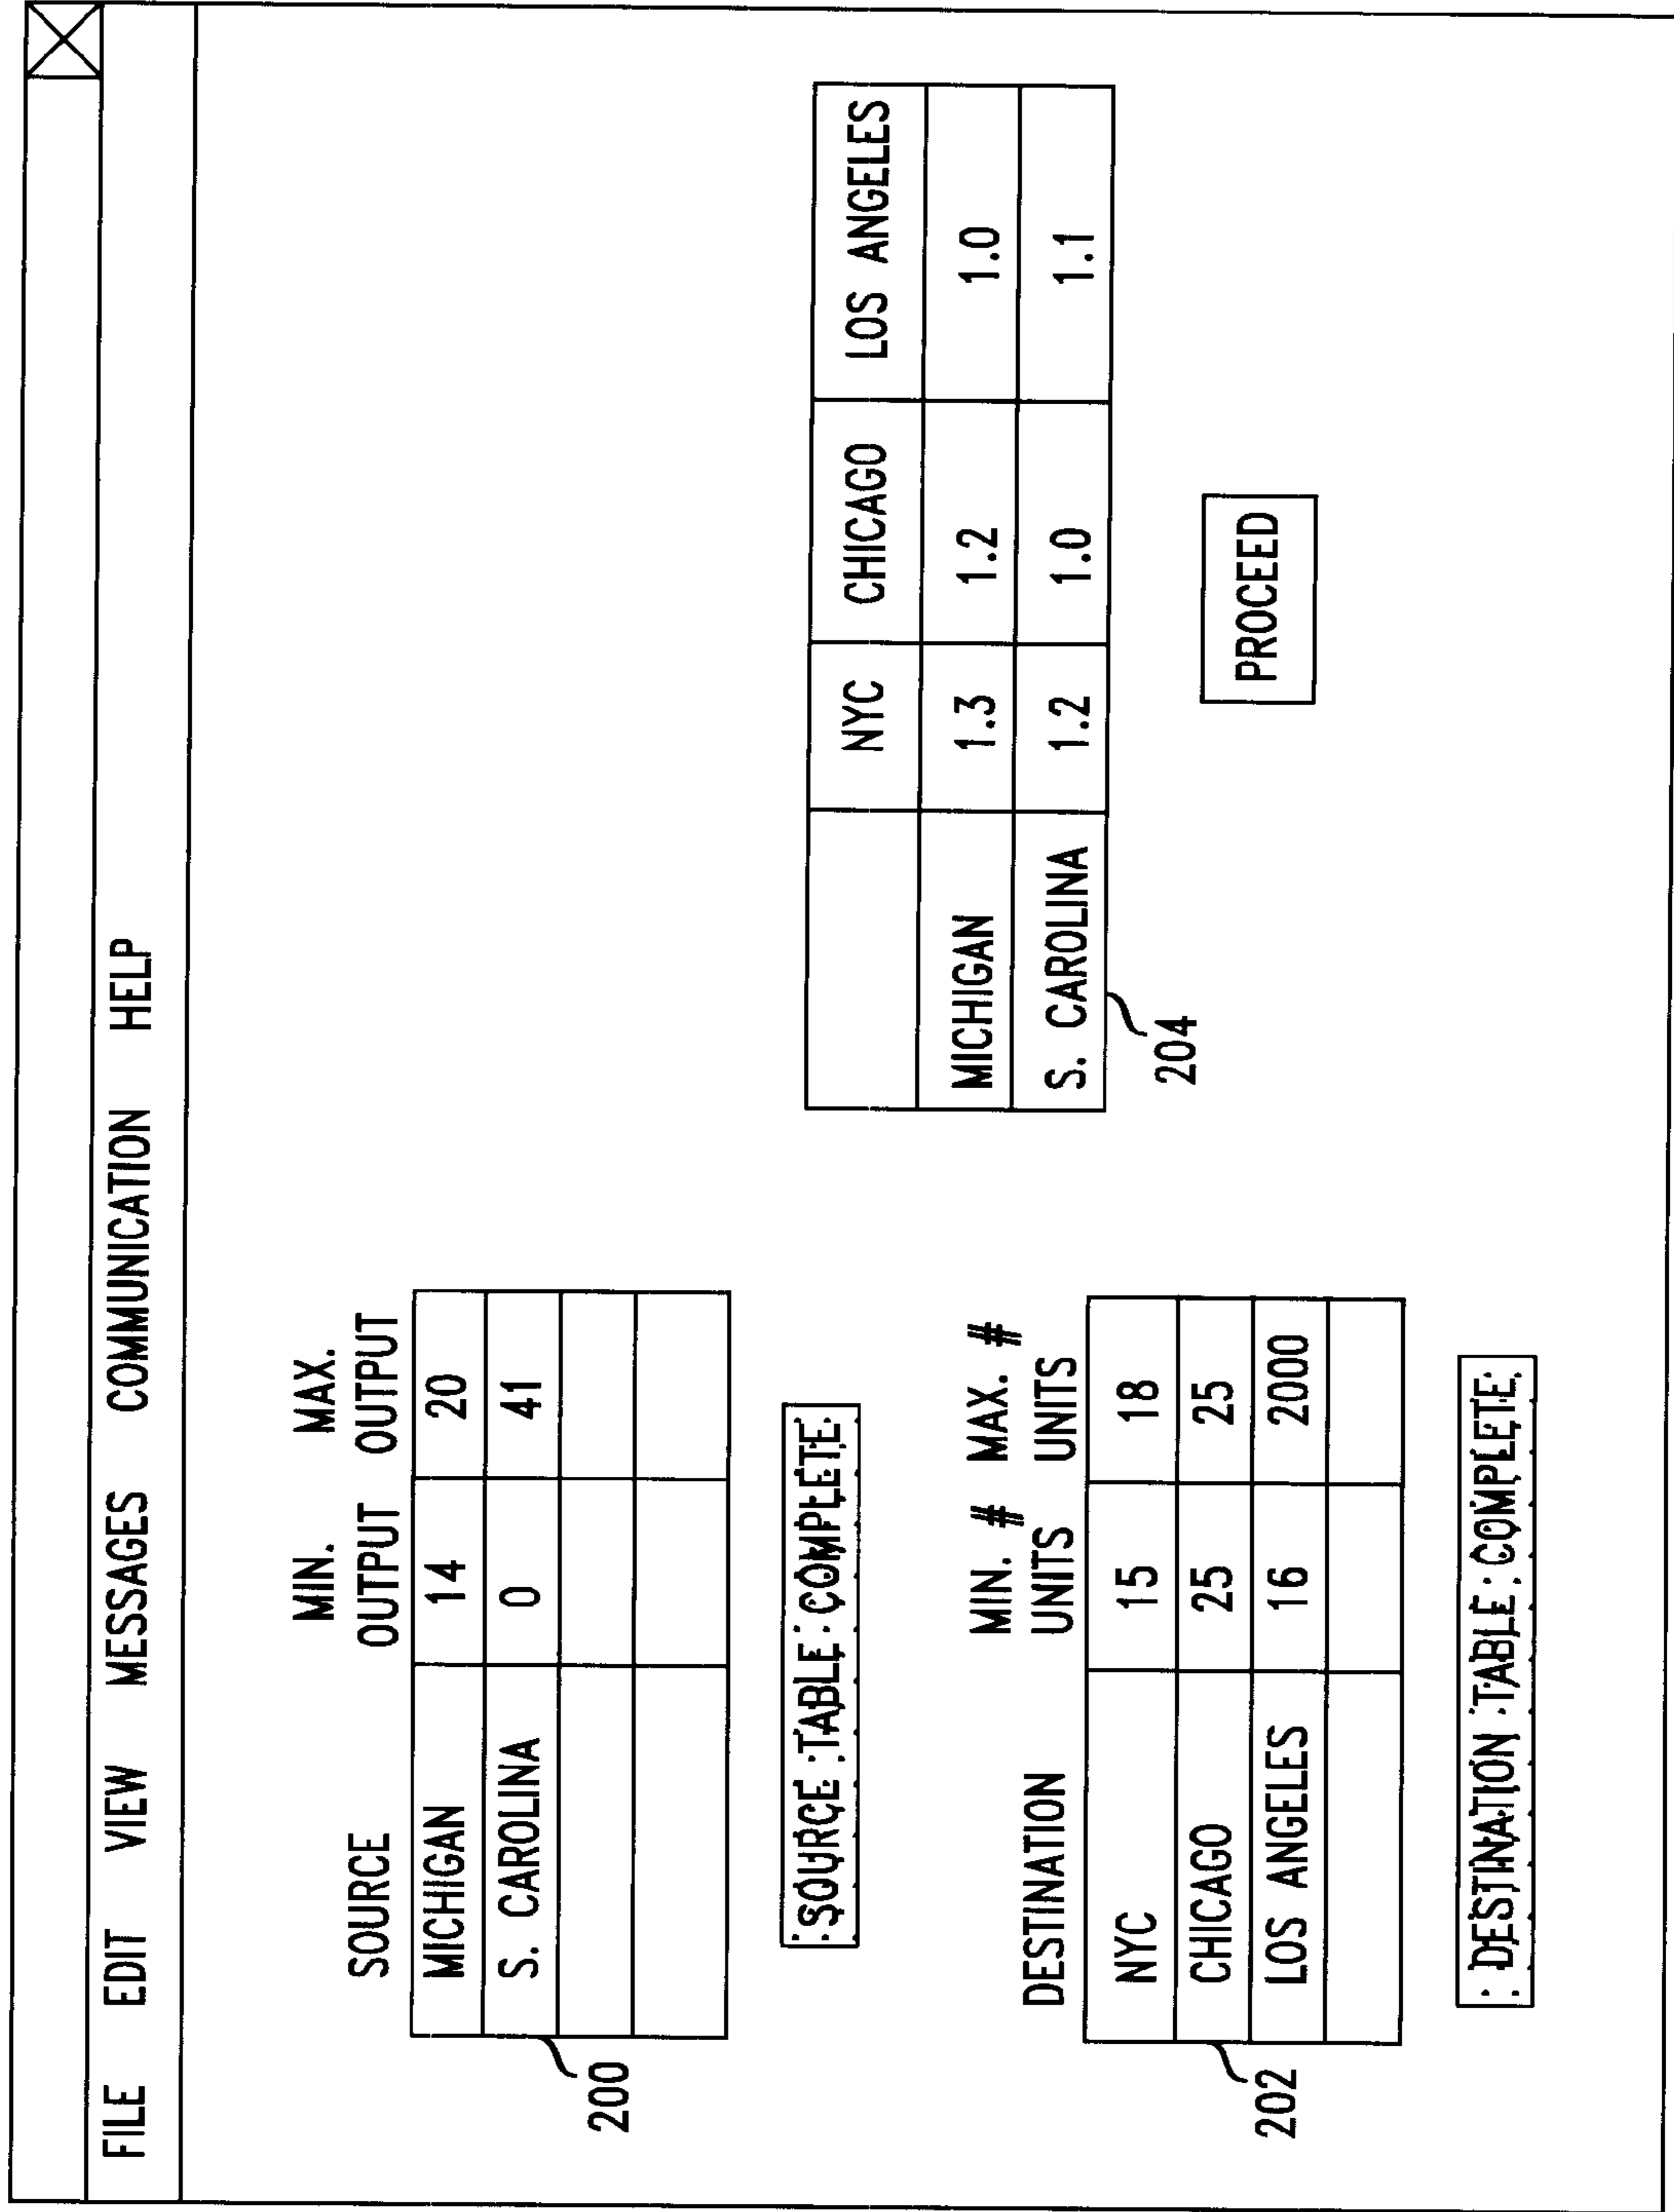 FILE EDIT VIEW MESSAGES COMMUNICATION HELP
SOURCE MIN. OUTPUT MAX. OUTPUT
MICHIGAN 14 20
S. CAROLINA 0 41
200
SOURCE TABLE COMPLETE
DESTINATION MIN. # UNITS MAX. # UNITS
NYC 15 18
CHICAGO 25 25
LOS ANGELES 16 2000
202
DESTINATION TABLE COMPLETE
NYC CHICAGO LOS ANGELES
MICHIGAN 1.3 1.2 1.0
S. CAROLINA 1.2 1.0 1.1
204
PROCEED